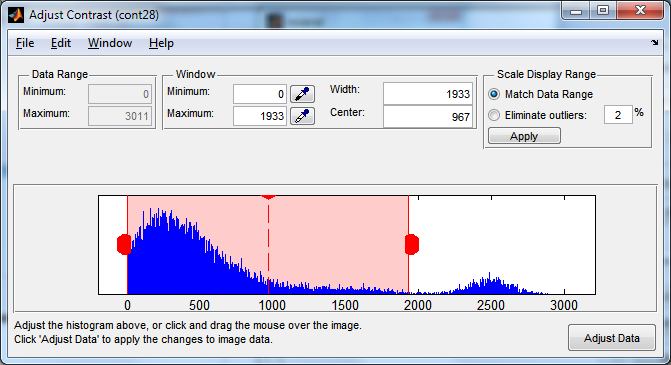 Adjust Contrast (cont28)
File Edit Window Help
Data Range
Minimum: 0
Maximum: 3011
Window
Minimum: 0
Maximum: 1933
Width: 1933
Center: 967
Scale Display Range
Match Data Range
Eliminate outliers: 2 %
Apply
0 500 1000 1500 2000 2500 3000
Adjust the histogram above, or click and drag the mouse over the image.
Click 'Adjust Data' to apply the changes to image data.
Adjust Data